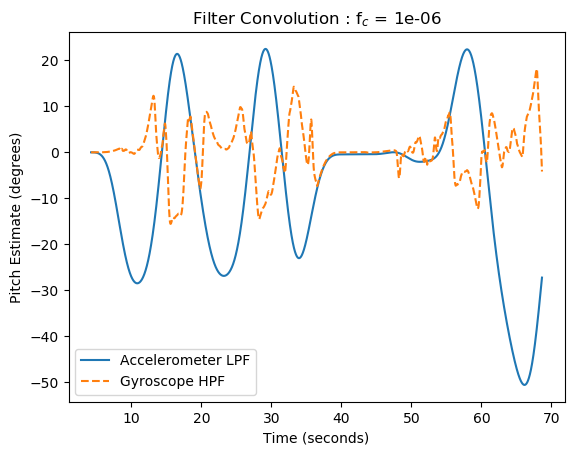 Filter Convolution : f_c = 1e-06
Pitch Estimate (degrees)
20
10
0
−10
−20
−30
−40
−50
Accelerometer LPF
Gyroscope HPF
10 20 30 40 50 60 70
Time (seconds)